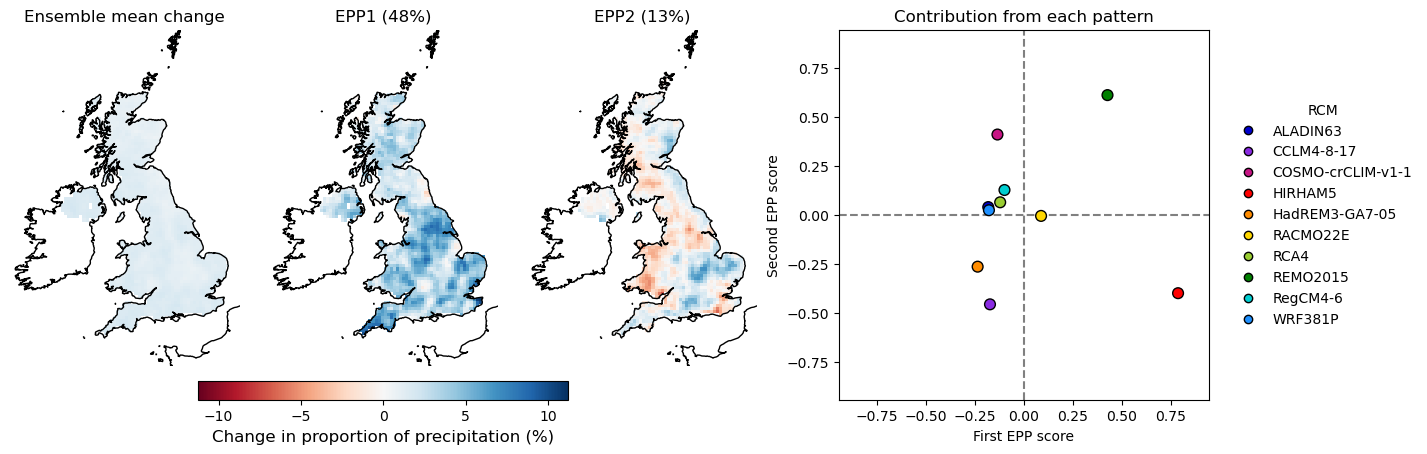 Ensemble mean change
EPP1 (48%)
EPP2 (13%)
Contribution from each pattern
−10
−5
0
5
10
Change in proportion of precipitation (%)
Second EPP score
0.75
0.50
0.25
0.00
−0.25
−0.50
−0.75
−0.75
−0.50
−0.25
0.00
0.25
0.50
0.75
First EPP score
RCM
ALADIN63
CCLM4-8-17
COSMO-crCLIM-v1-1
HIRHAM5
HadREM3-GA7-05
RACMO22E
RCA4
REMO2015
RegCM4-6
WRF381P